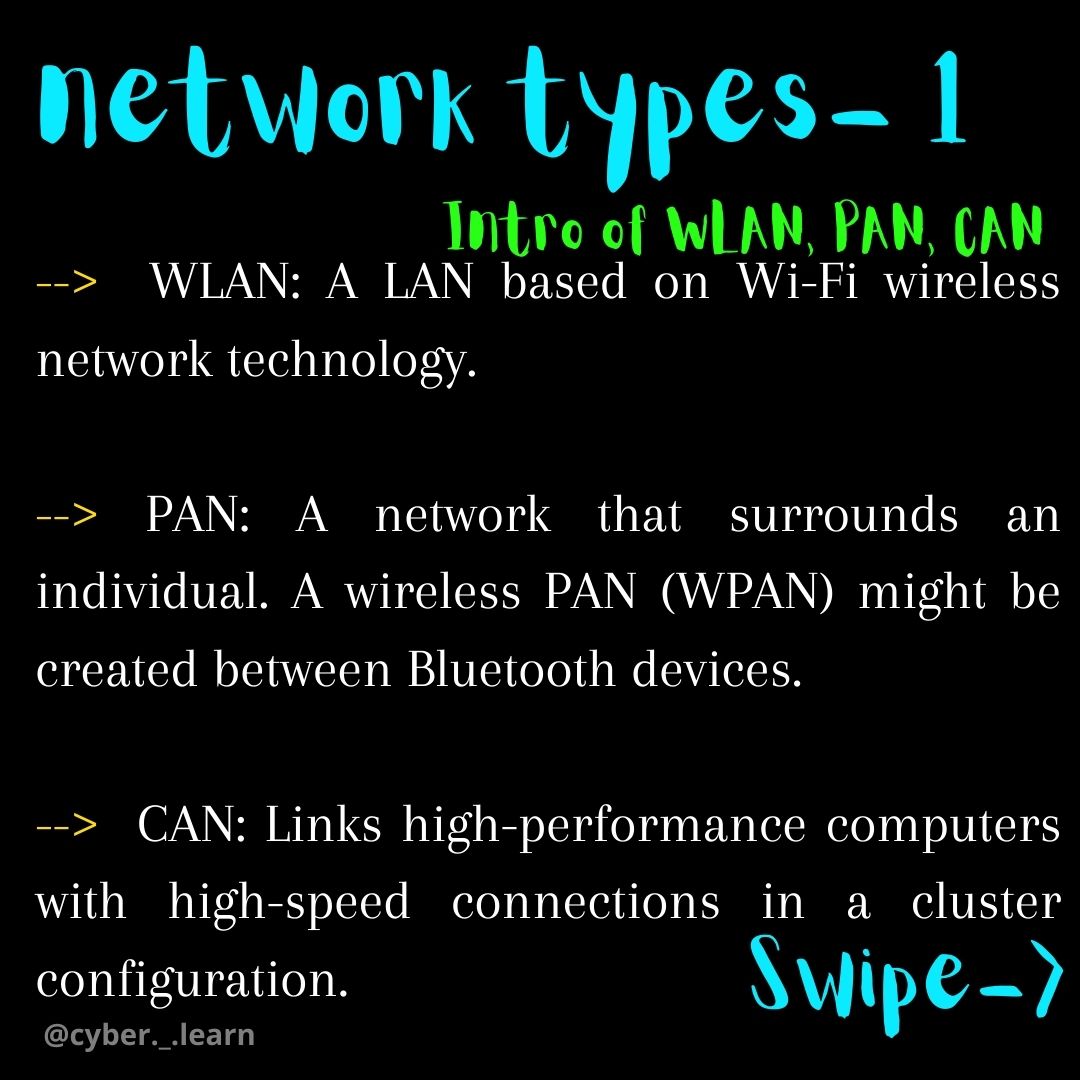 network types- 1
Intro of WLAN, PAN, CAN
--> WLAN: A LAN based on Wi-Fi wireless
network technology.
--> PAN: A network that surrounds an
individual. A wireless PAN (WPAN) might be
created between Bluetooth devices.
--> CAN: Links high-performance computers
with high-speed connections in a cluster
configuration.
Swipe->
@cyber._.learn